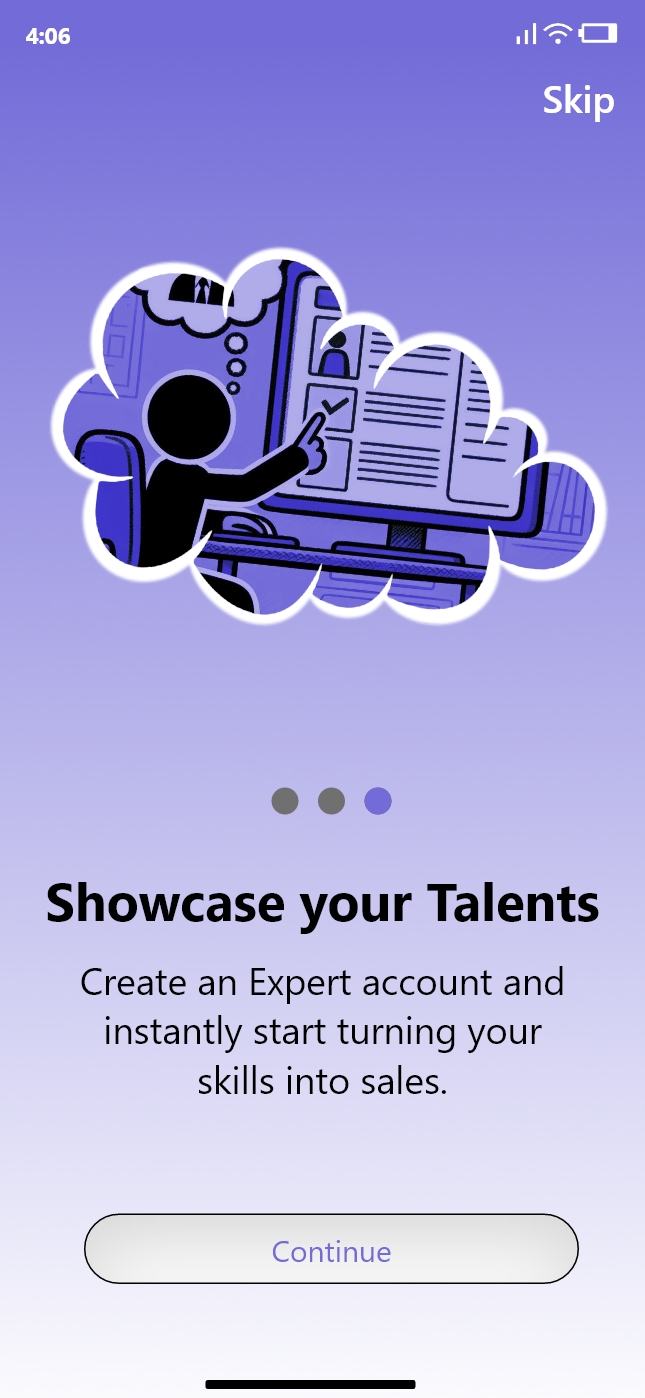 4:06
Skip
Showcase your Talents
Create an Expert account and
instantly start turning your
skills into sales.
Continue